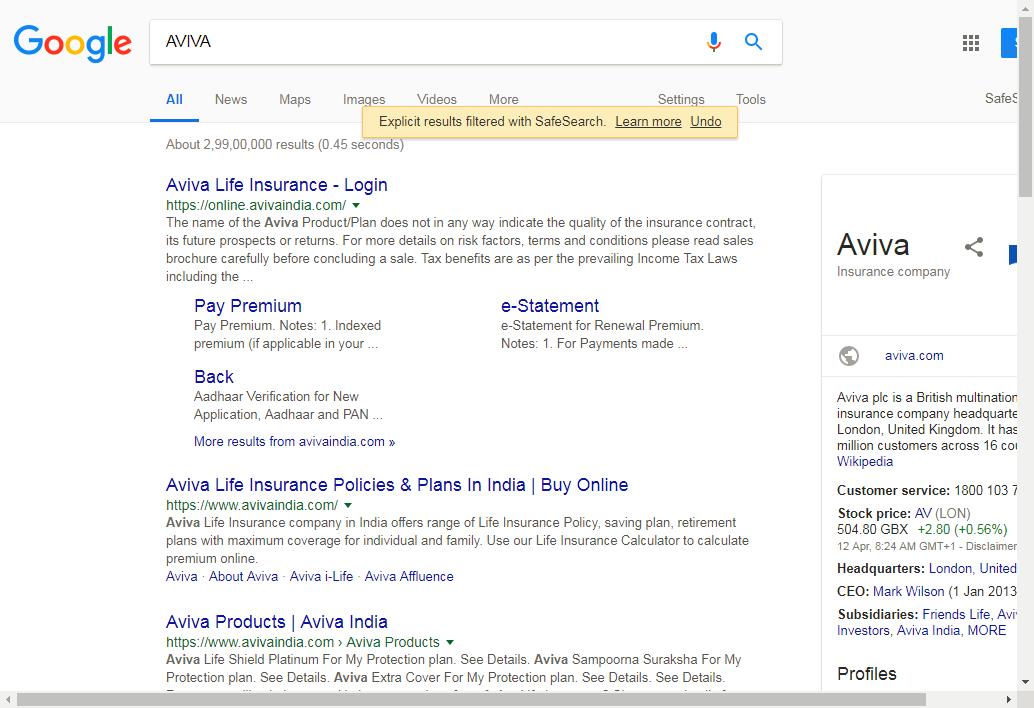 Google
AVIVA
All News Maps Images Videos More Settings Tools SafeS
Explicit results filtered with SafeSearch. Learn more Undo
About 2,99,00,000 results (0.45 seconds)
Aviva Life Insurance - Login
https://online.avivaindia.com/
The name of the Aviva Product/Plan does not in any way indicate the quality of the insurance contract,
its future prospects or returns. For more details on risk factors, terms and conditions please read sales
brochure carefully before concluding a sale. Tax benefits are as per the prevailing Income Tax Laws
including the ...
Pay Premium
Pay Premium. Notes: 1. Indexed
premium (if applicable in your ...
e-Statement
e-Statement for Renewal Premium.
Notes: 1. For Payments made ...
Back
Aadhaar Verification for New
Application, Aadhaar and PAN ...
More results from avivaindia.com »
Aviva Life Insurance Policies & Plans In India | Buy Online
https://www.avivaindia.com/
Aviva Life Insurance company in India offers range of Life Insurance Policy, saving plan, retirement
plans with maximum coverage for individual and family. Use our Life Insurance Calculator to calculate
premium online.
Aviva · About Aviva · Aviva i-Life · Aviva Affluence
Aviva Products | Aviva India
https://www.avivaindia.com › Aviva Products
Aviva Life Shield Platinum For My Protection plan. See Details. Aviva Sampoorna Suraksha For My
Protection plan. See Details. Aviva Extra Cover For My Protection plan. See Details. See Details.
Aviva
Insurance company
aviva.com
Aviva plc is a British multination
insurance company headquarte
London, United Kingdom. It has
million customers across 16 cou
Wikipedia
Customer service: 1800 103 7
Stock price: AV (LON)
504.80 GBX +2.80 (+0.56%)
12 Apr, 8:24 AM GMT+1 - Disclaimer
Headquarters: London, United
CEO: Mark Wilson (1 Jan 2013
Subsidiaries: Friends Life, Avi
Investors, Aviva India, MORE
Profiles